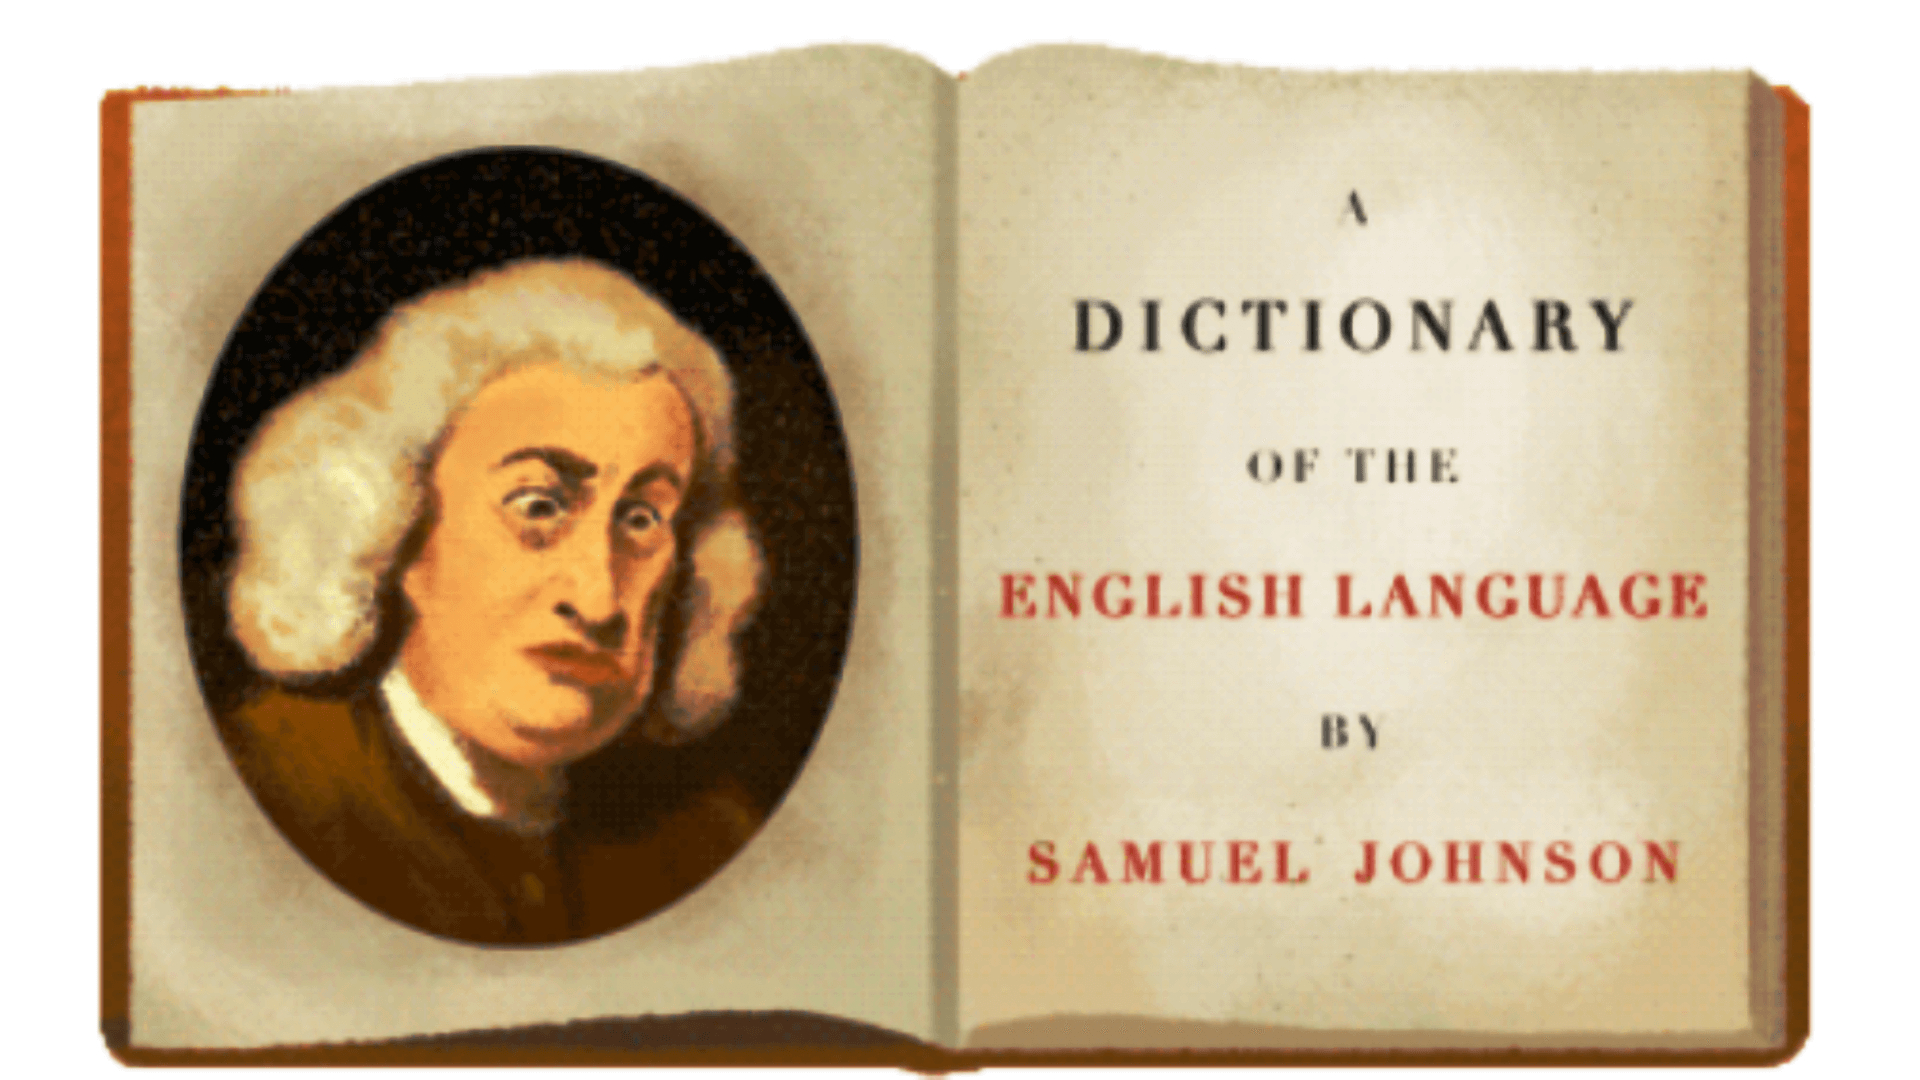 A
DICTIONARY
OF THE
ENGLISH LANGUAGE
BY
SAMUEL JOHNSON